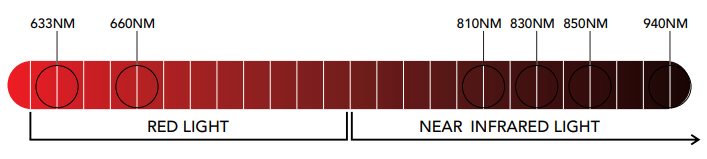 633NM 660NM 810NM 830NM 850NM 940NM
RED LIGHT NEAR INFRARED LIGHT